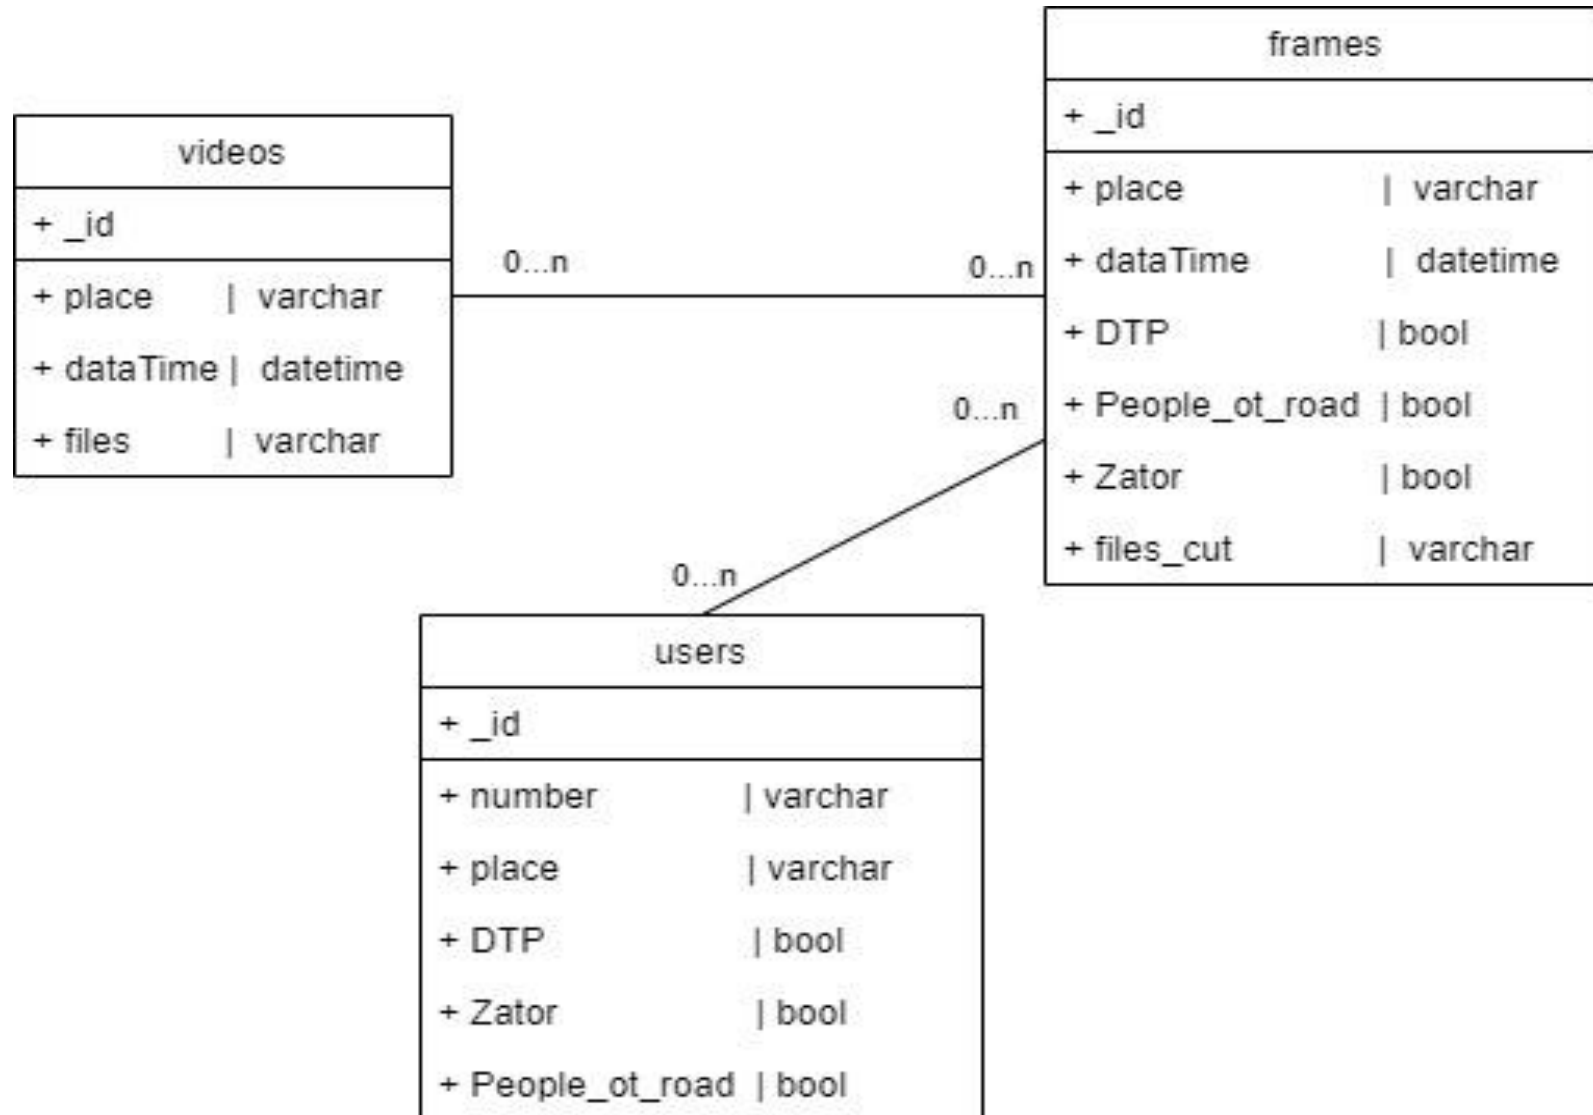 videos
+ _id
+ place | varchar
+ dataTime | datetime
+ files | varchar
0...n
0...n
frames
+ _id
+ place | varchar
+ dataTime | datetime
+ DTP | bool
+ People_ot_road | bool
+ Zator | bool
+ files_cut | varchar
0...n
0...n
users
+ _id
+ number | varchar
+ place | varchar
+ DTP | bool
+ Zator | bool
+ People_ot_road | bool